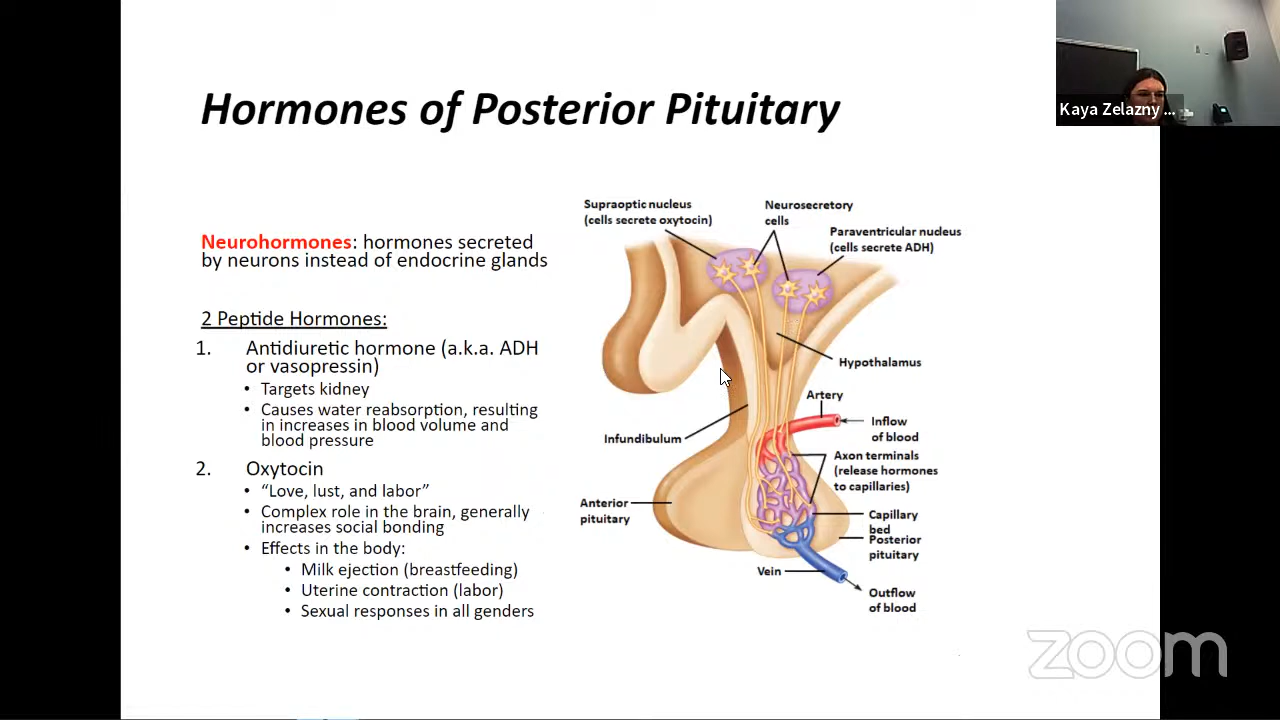 Hormones of Posterior Pituitary
Kaya Zelazny ...
Neurohormones: hormones secreted
by neurons instead of endocrine glands
2 Peptide Hormones:
1. Antidiuretic hormone (a.k.a. ADH
or vasopressin)
• Targets kidney
• Causes water reabsorption, resulting
in increases in blood volume and
blood pressure
2. Oxytocin
• “Love, lust, and labor”
• Complex role in the brain, generally
increases social bonding
• Effects in the body:
• Milk ejection (breastfeeding)
• Uterine contraction (labor)
• Sexual responses in all genders
Supraoptic nucleus
(cells secrete oxytocin)
Neurosecretory
cells
Paraventricular nucleus
(cells secrete ADH)
Hypothalamus
Artery
Inflow
of blood
Infundibulum
Axon terminals
(release hormones
to capillaries)
Anterior
pituitary
Capillary
bed
Posterior
pituitary
Vein
Outflow
of blood
zoom